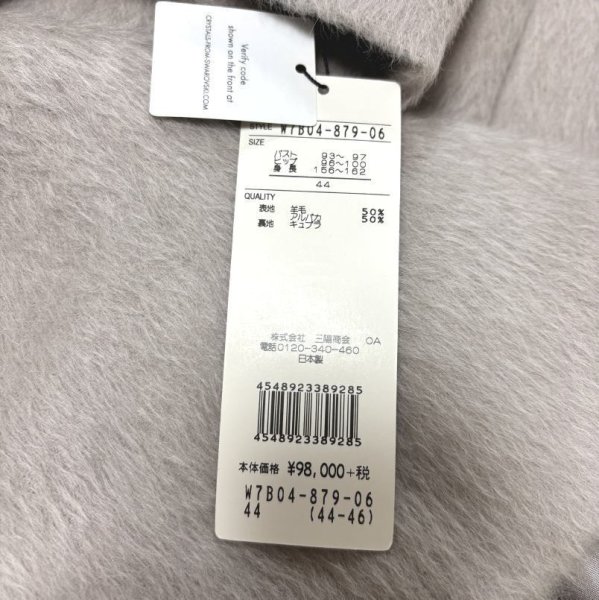 Verify code
shown on the front at
CRYSTALS-FROM-SWAROVSKI.COM
STYLE W7B04-879-06
SIZE
バスト 93～ 97
ヒップ 96～100
身長 156～162
44
QUALITY
表地 羊毛 50%
アルパカ 50%
裏地 キュプラ
株式会社 三陽商会 OA
電話0120-340-460
日本製
4548923389285
4548923389285
本体価格 ¥98,000+税
W7B04-879-06
44 (44-46)